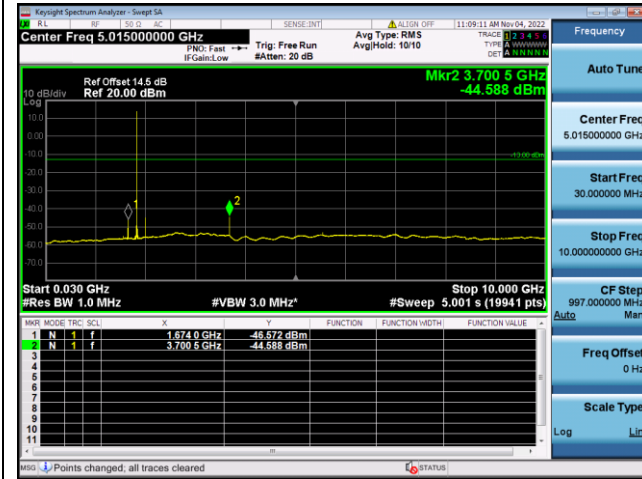 Keysight Spectrum Analyzer - Swept SA
RL RF 50 Ω AC SENSE:INT ALIGN OFF 11:09:11 AM Nov 04, 2022
Center Freq 5.015000000 GHz
PNO: Fast
IFGain:Low
Trig: Free Run
#Atten: 20 dB
Avg Type: RMS
Avg|Hold: 10/10
TRACE 1 2 3 4 5 6
TYPE A WWWWW
DET A N N N N N
Ref Offset 14.5 dB
Ref 20.00 dBm
10 dB/div
Log
Mkr2 3.700 5 GHz
-44.588 dBm
10.0
0.00
-10.0
-20.0
-30.0
-40.0
-50.0
-60.0
-70.0
-13.00 dBm
1
2
Start 0.030 GHz
Stop 10.000 GHz
#Res BW 1.0 MHz
#VBW 3.0 MHz*
#Sweep 5.001 s (19941 pts)
MKR MODE TRC SCL X Y FUNCTION FUNCTION WIDTH FUNCTION VALUE
1 N 1 f 1.674 0 GHz -46.572 dBm
2 N 1 f 3.700 5 GHz -44.588 dBm
3
4
5
6
7
8
9
10
11
MSG Points changed; all traces cleared STATUS
Frequency
Auto Tune
Center Freq
5.015000000 GHz
Start Freq
30.000000 MHz
Stop Freq
10.000000000 GHz
CF Step
997.000000 MHz
Auto Man
Freq Offset
0 Hz
Scale Type
Log Lin